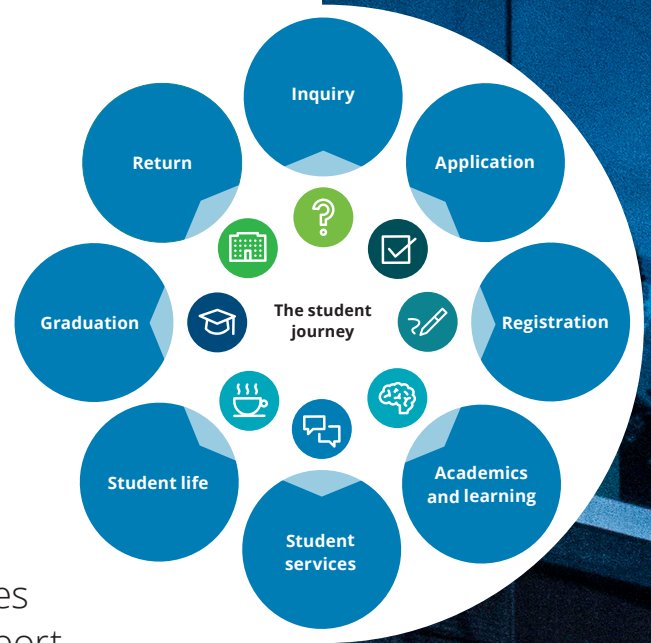 Inquiry
Application
Registration
Academics
and learning
Student
services
Student life
Graduation
Return
The student
journey